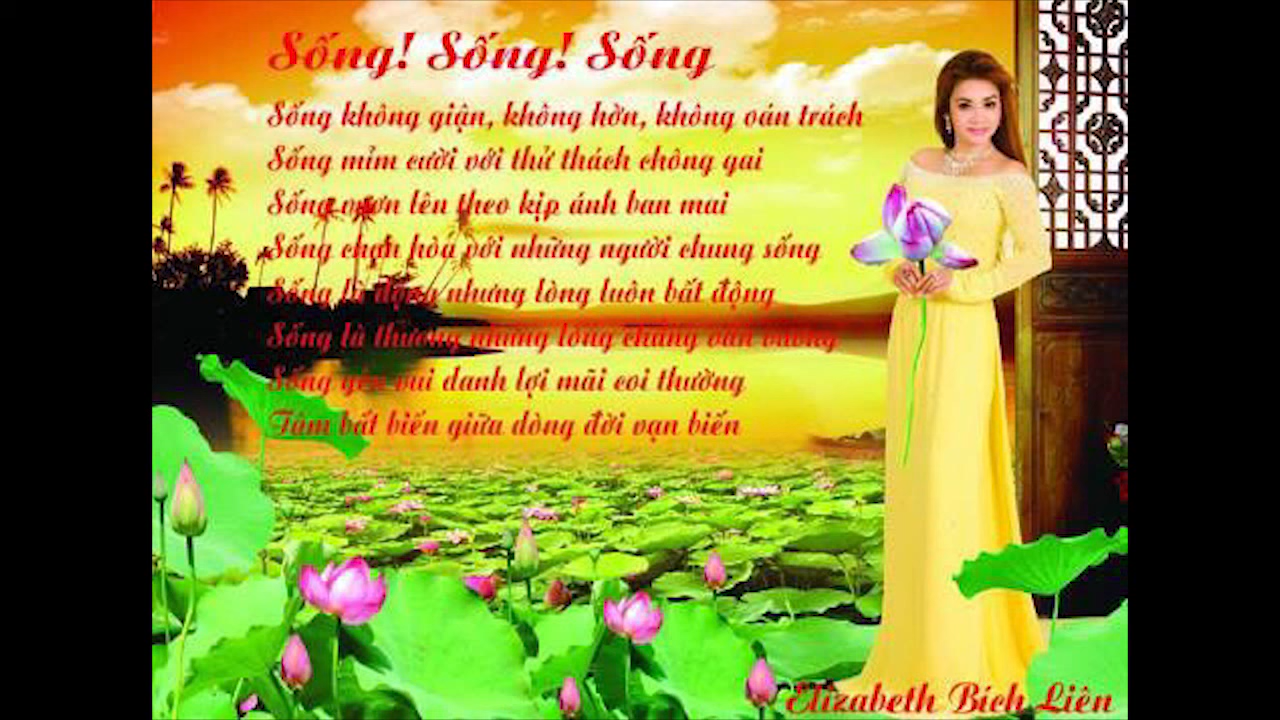 Sống! Sống! Sống
Sống không giận, không hờn, không oán trách
Sống mỉm cười với thử thách chông gai
Sống vươn lên theo kịp ánh ban mai
Sống chan hòa với những người chung sống
Sống là động nhưng lòng luôn bất động
Sống là thương nhưng lòng chẳng vấn vương
Sống yên vui danh lợi mãi coi thường
Tâm bất biến giữa dòng đời vạn biến
Elizabeth Bích Liên